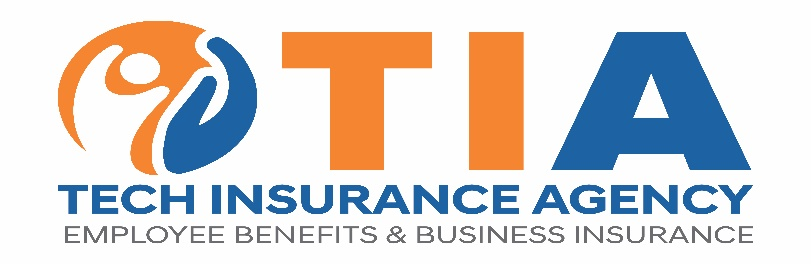 TIA
TECH INSURANCE AGENCY
EMPLOYEE BENEFITS & BUSINESS INSURANCE